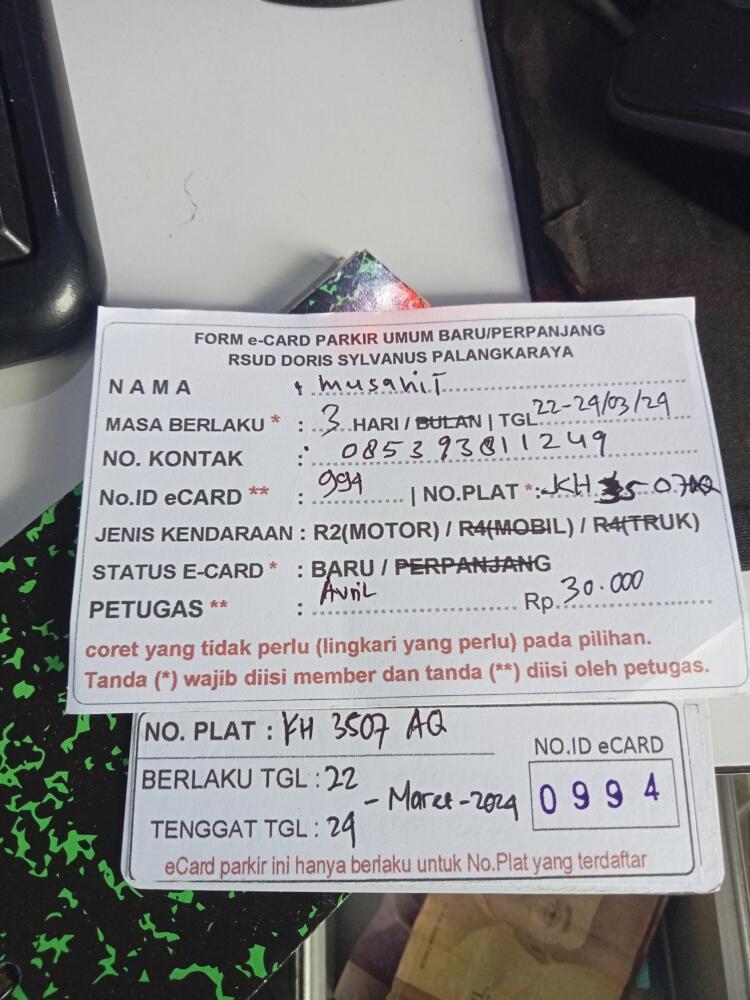 FORM e-CARD PARKIR UMUM BARU/PERPANJANG
RSUD DORIS SYLVANUS PALANGKARAYA
NAMA : musahit
MASA BERLAKU * : 3 HARI / BULAN | TGL 22-24/03/24
NO. KONTAK : 085393811249
No.ID eCARD ** : 994 | NO.PLAT * : KH 3507AQ
JENIS KENDARAAN : R2(MOTOR) / R4(MOBIL) / R4(TRUK)
STATUS E-CARD * : BARU / PERPANJANG
PETUGAS ** : Avril Rp. 30.000
coret yang tidak perlu (lingkari yang perlu) pada pilihan.
Tanda (*) wajib diisi member dan tanda (**) diisi oleh petugas.
NO. PLAT : KH 3507 AQ
NO.ID eCARD
0994
BERLAKU TGL : 22
- Maret - 2024
TENGGAT TGL : 24
eCard parkir ini hanya berlaku untuk No.Plat yang terdaftar